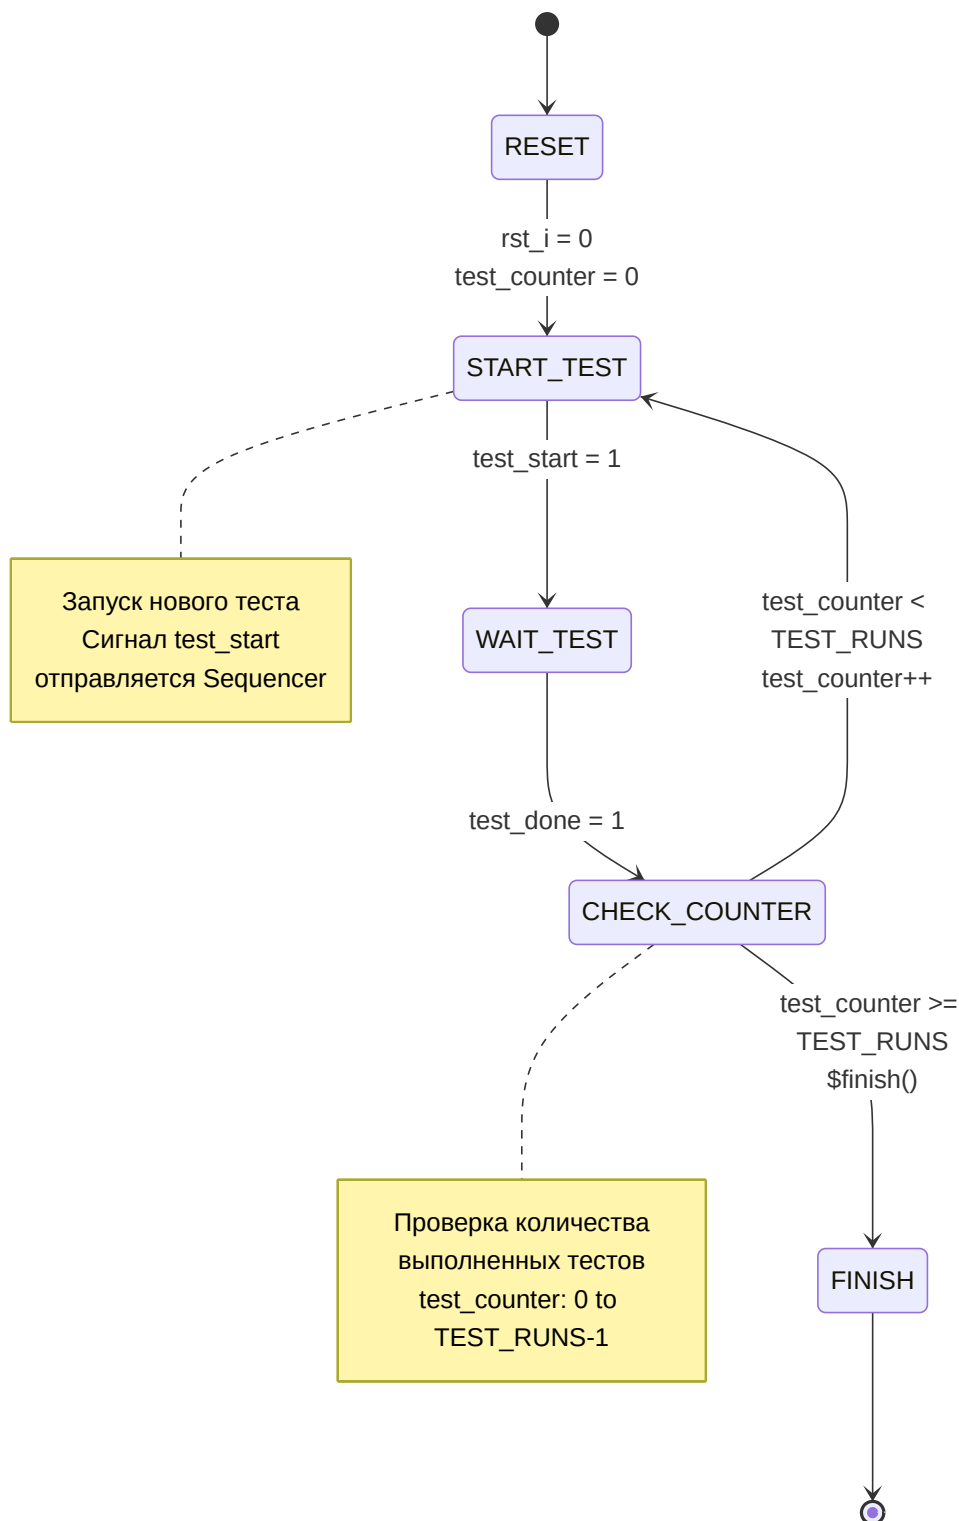 RESET
rst_i = 0
test_counter = 0
START_TEST
test_start = 1
Запуск нового теста
Сигнал test_start
отправляется Sequencer
WAIT_TEST
test_counter <
TEST_RUNS
test_counter++
test_done = 1
CHECK_COUNTER
test_counter >=
TEST_RUNS
$finish()
Проверка количества
выполненных тестов
test_counter: 0 to
TEST_RUNS-1
FINISH